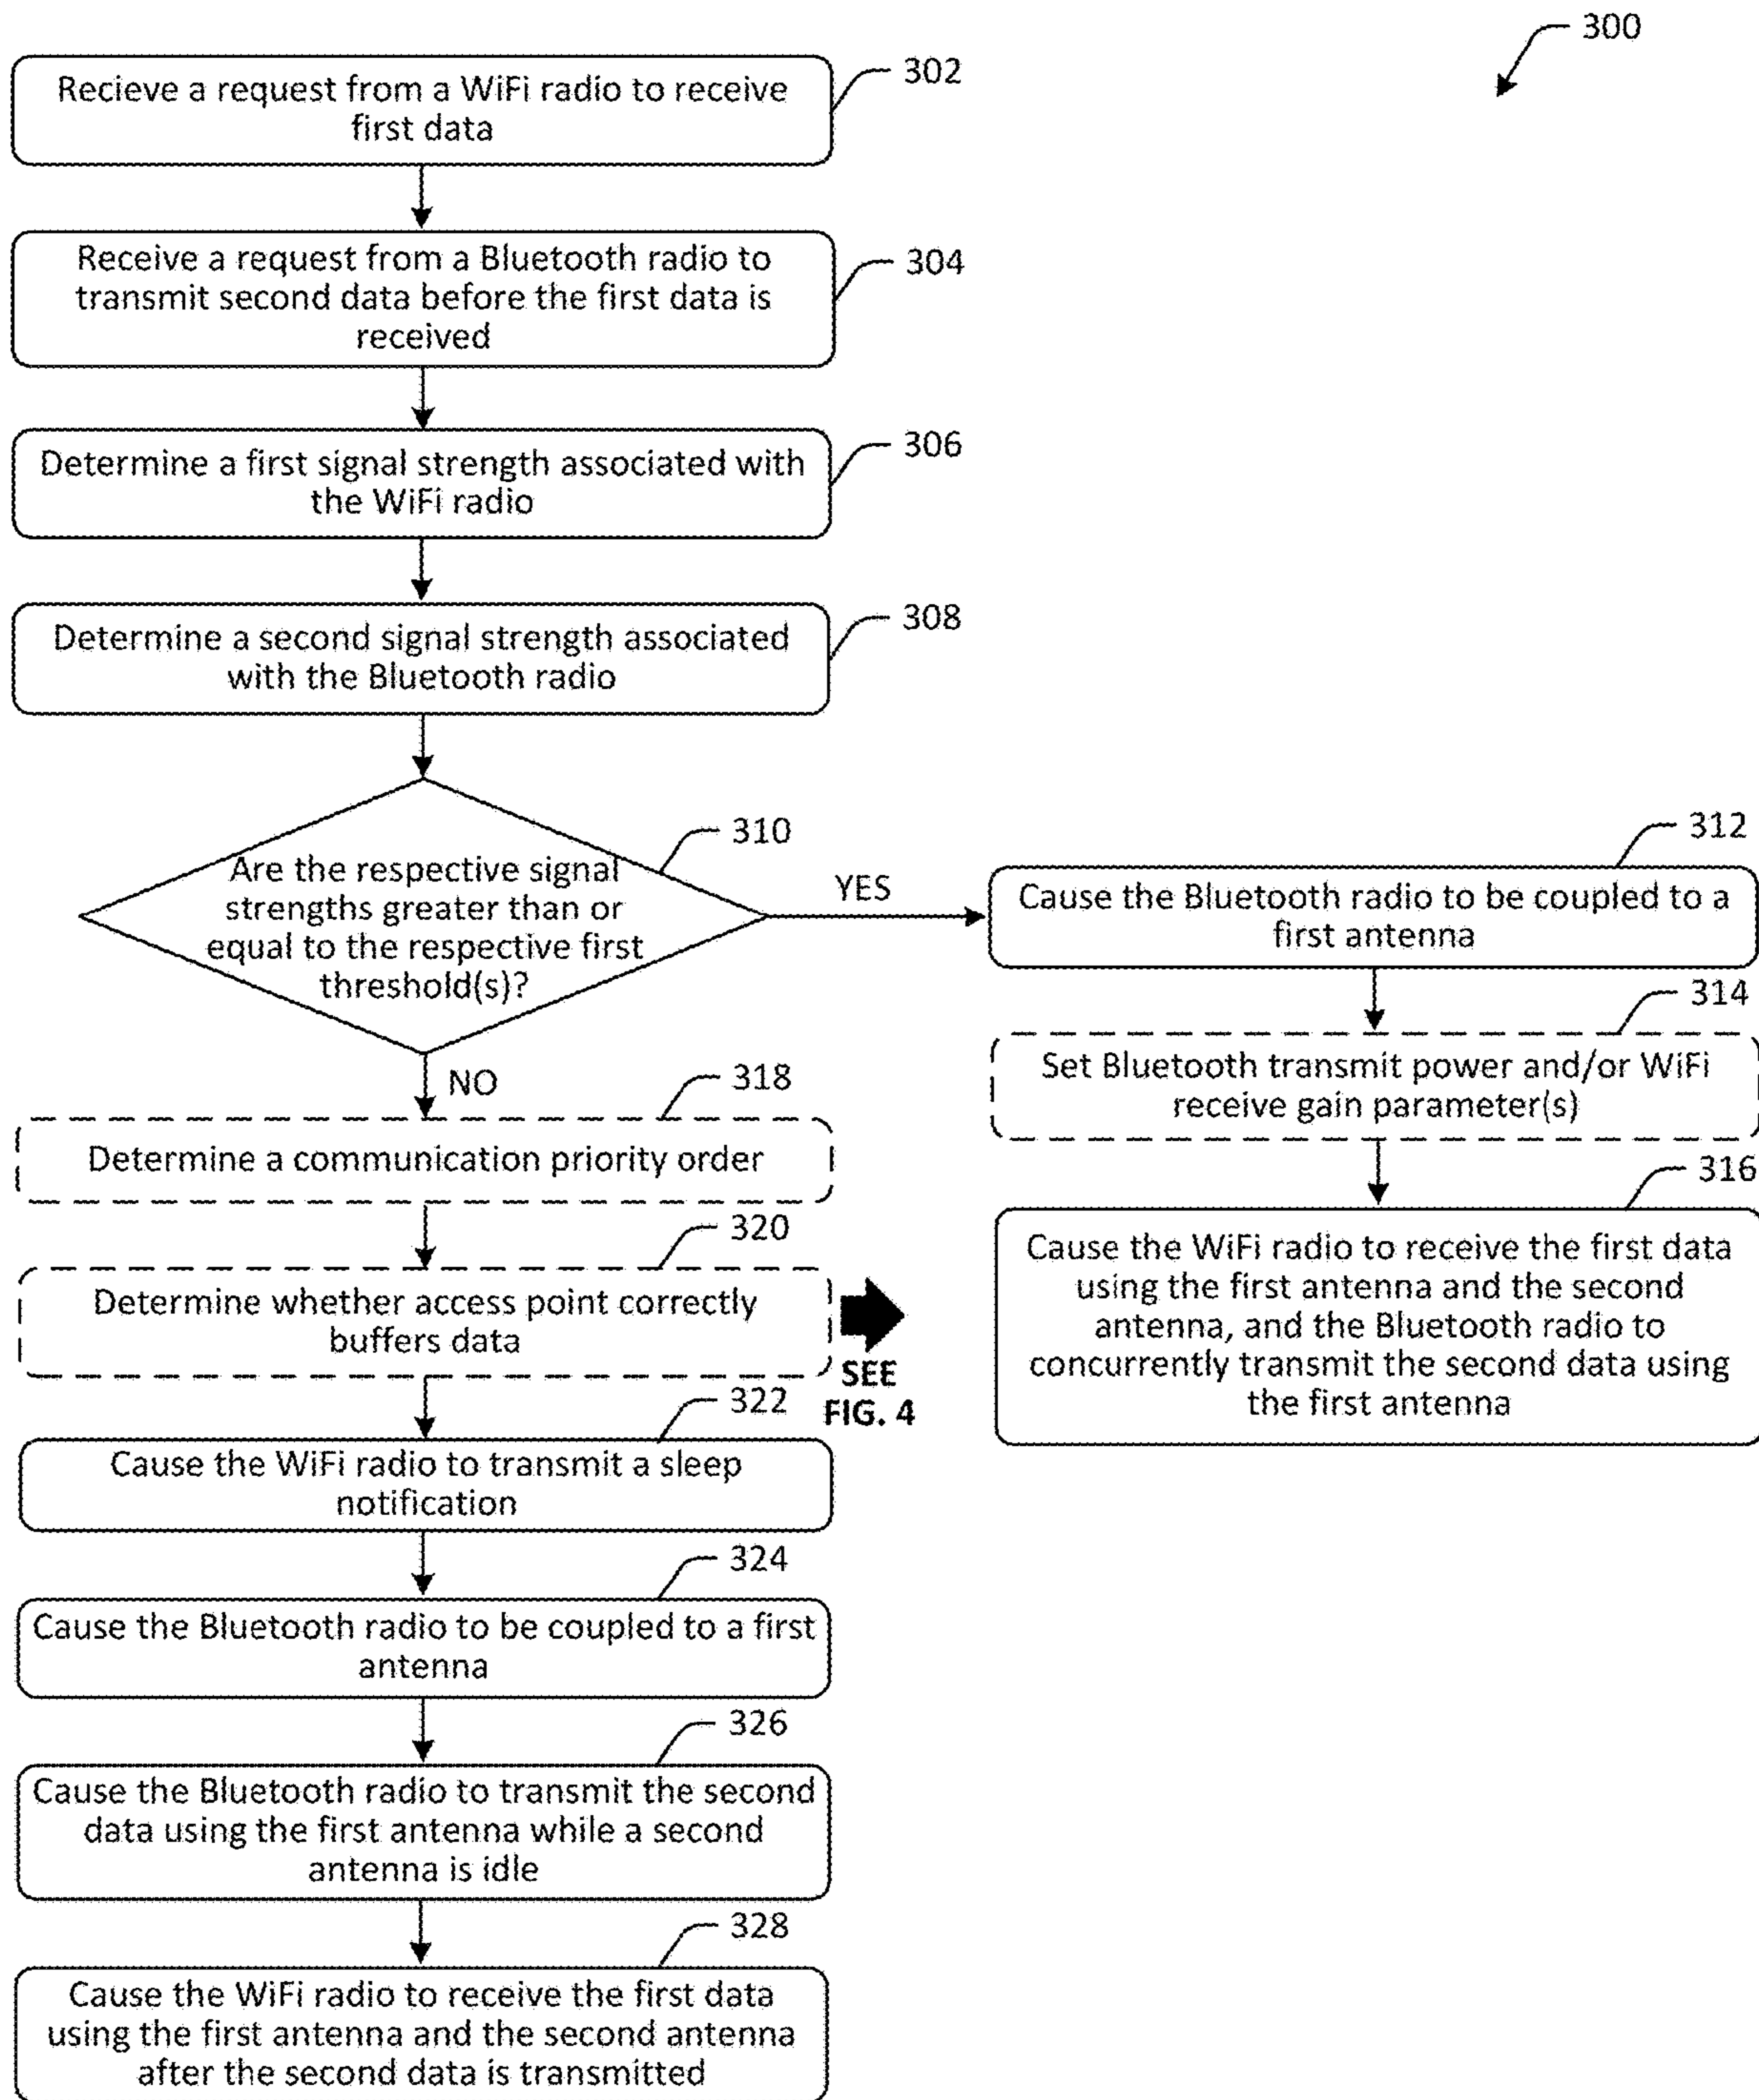 300
Recieve a request from a WiFi radio to receive
first data
302
Receive a request from a Bluetooth radio to
transmit second data before the first data is
received
304
Determine a first signal strength associated with
the WiFi radio
306
Determine a second signal strength associated
with the Bluetooth radio
308
Are the respective signal
strengths greater than or
equal to the respective first
threshold(s)?
310
YES
NO
312
Cause the Bluetooth radio to be coupled to a
first antenna
314
Set Bluetooth transmit power and/or WiFi
receive gain parameter(s)
316
Cause the WiFi radio to receive the first data
using the first antenna and the second
antenna, and the Bluetooth radio to
concurrently transmit the second data using
the first antenna
318
Determine a communication priority order
320
Determine whether access point correctly
buffers data
SEE
FIG. 4
322
Cause the WiFi radio to transmit a sleep
notification
324
Cause the Bluetooth radio to be coupled to a first
antenna
326
Cause the Bluetooth radio to transmit the second
data using the first antenna while a second
antenna is idle
328
Cause the WiFi radio to receive the first data
using the first antenna and the second antenna
after the second data is transmitted